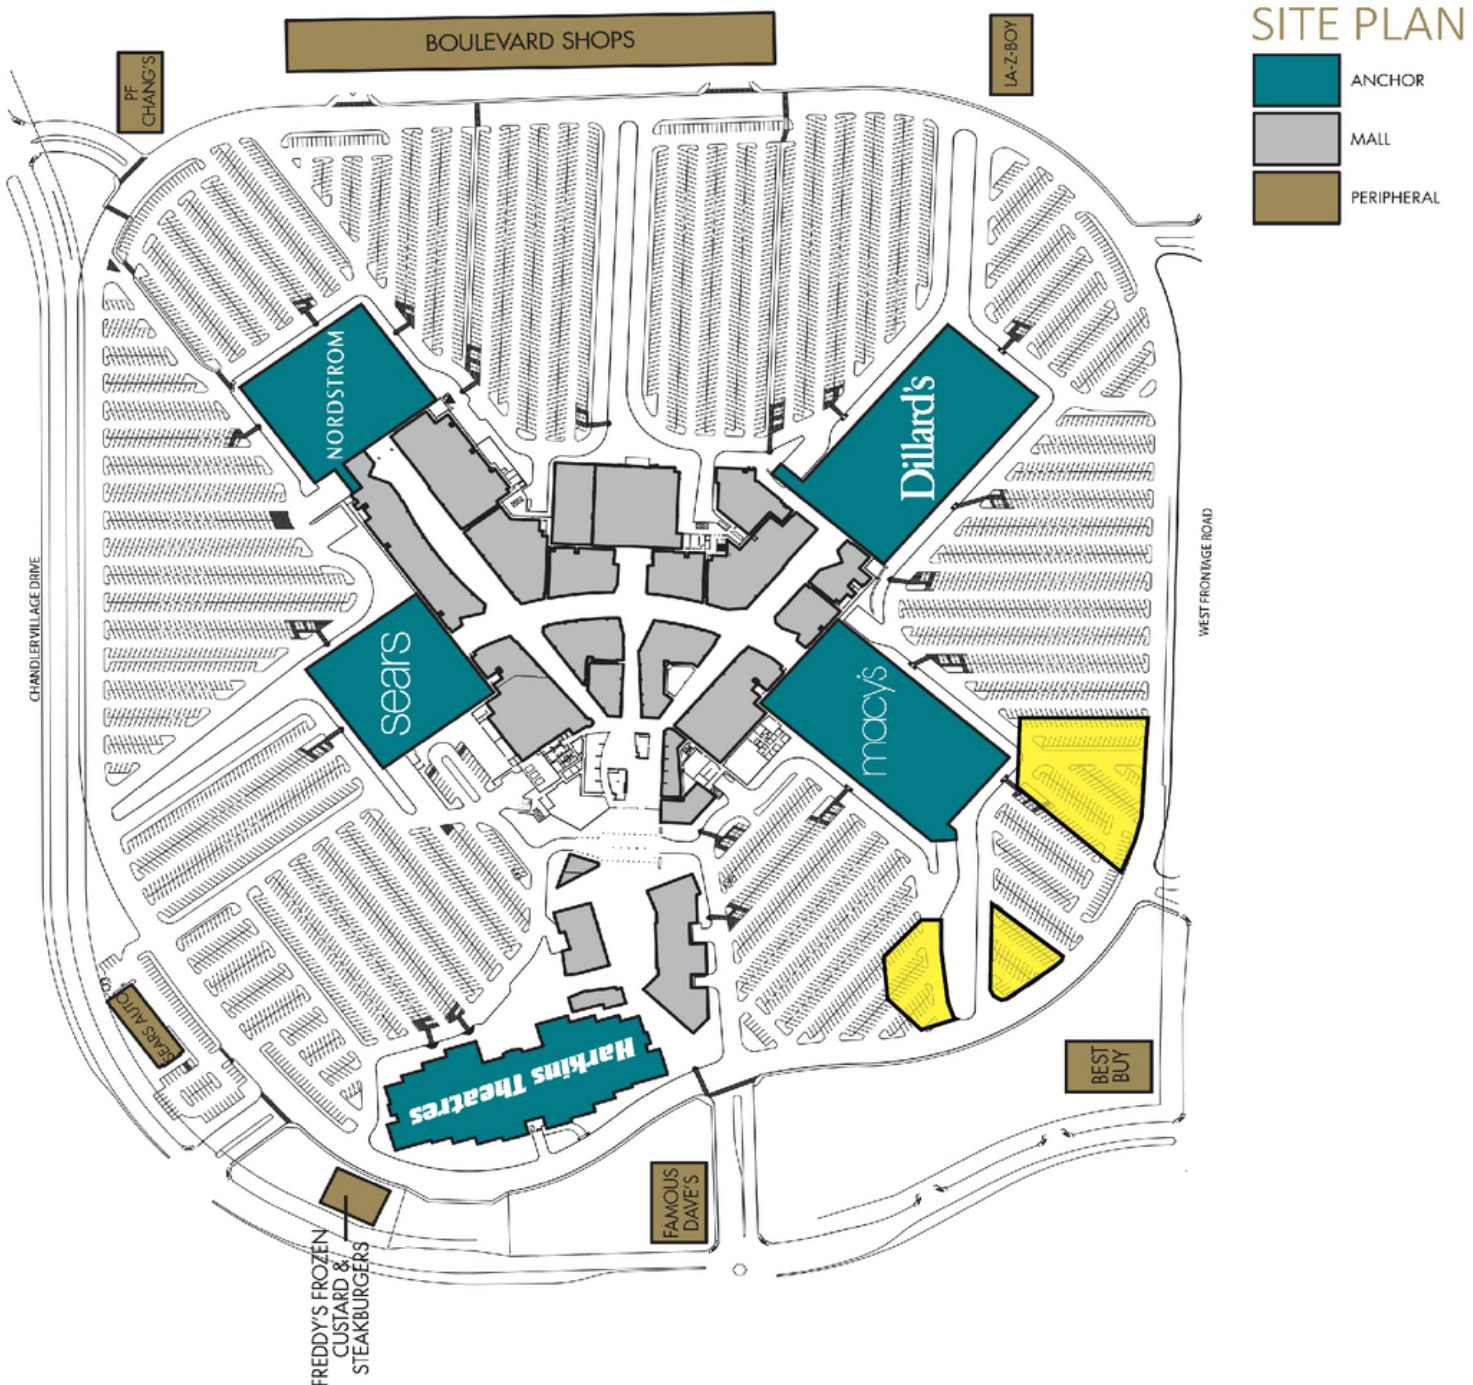 SITE PLAN
ANCHOR
MALL
PERIPHERAL
BOULEVARD SHOPS
PF
CHANG'S
LA-Z-BOY
NORDSTROM
Dillard's
sears
macy's
CHANDLER VILLAGE DRIVE
WEST FRONTAGE ROAD
SEARS AUTO
Harkins Theatres
BEST
BUY
FAMOUS
DAVE'S
FREDDY'S FROZEN
CUSTARD &
STEAKBURGERS